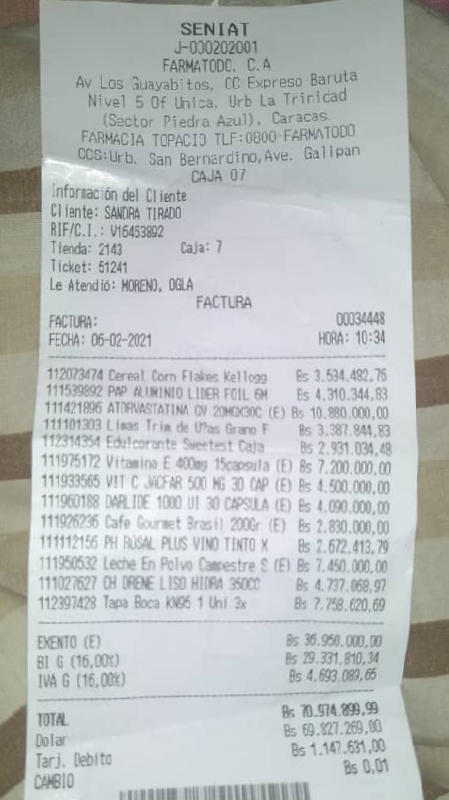 SENIAT
J-000202001
FARMATODO, C.A
Av Los Guayabitos, CC Expreso Baruta
Nivel 5 Of Unica, Urb La Trinidad
(Sector Piedra Azul), Caracas.
FARMACIA TOPACIO TLF:0800-FARMATODO
CCS:Urb. San Bernardino,Ave. Galipan
CAJA 07
Información del Cliente
Cliente: SANDRA TIRADO
RIF/C.I.: V16453892
Tienda: 2143 Caja: 7
Ticket: 51241
Le Atendió: MORENO, OGLA
FACTURA
FACTURA: 00034448
FECHA: 06-02-2021 HORA: 10:34
112073474 Cereal Corn Flakes Kellogg Bs 3.534.482,76
111539892 PAP ALUMINIO LIDER FOIL 6M Bs 4.310.344,83
111421896 ATORVASTATINA QV 20MGX30C (E) Bs 10.880.000,00
111101303 Limas Trim de U?as Grano F Bs 3.387.844,83
112314354 Edulcorante Sweetest Caja Bs 2.931.034,48
111975172 Vitamina E 400mg 15capsula (E) Bs 7.200.000,00
111933565 VIT C JACFAR 500 MG 30 CAP (E) Bs 4.500.000,00
111960188 DARLIDE 1000 UI 30 CAPSULA (E) Bs 4.090.000,00
111926236 Cafe Gourmet Brasil 200Gr (E) Bs 2.830.000,00
111112156 PH ROSAL PLUS VINO TINTO X Bs 2.672.413,79
111950532 Leche En Polvo Campestre S (E) Bs 7.450.000,00
111027627 CH DRENE LISO HIDRA 350CC Bs 4.737.068,97
112397428 Tapa Boca KN95 1 Uni 3x Bs 7.758.620,69
EXENTO (E) Bs 36.950.000,00
BI G (16,00%) Bs 29.331.810,34
IVA G (16,00%) Bs 4.693.089,65
TOTAL Bs 70.974.899,99
Dolar Bs 69.827.269,00
Tarj. Debito Bs 1.147.631,00
CAMBIO Bs 0,01